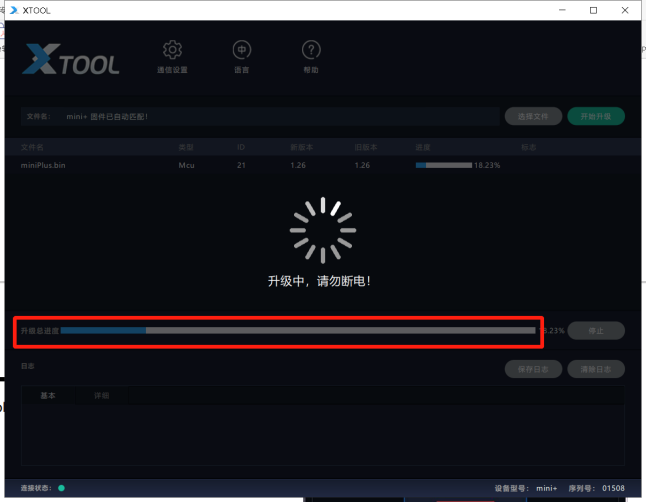 XTOOL
XTOOL
通信设置 语言 帮助
中 ?
文件名: mini+ 固件已自动匹配! 选择文件 开始升级
文件名 类型 ID 新版本 旧版本 进度 标志
miniPlus.bin Mcu 21 1.26 1.26 18.23%
升级中，请勿断电!
升级总进度 18.23% 停止
日志 保存日志 清除日志
基本 详细
连接状态: 设备型号: mini+ 序列号: 01508